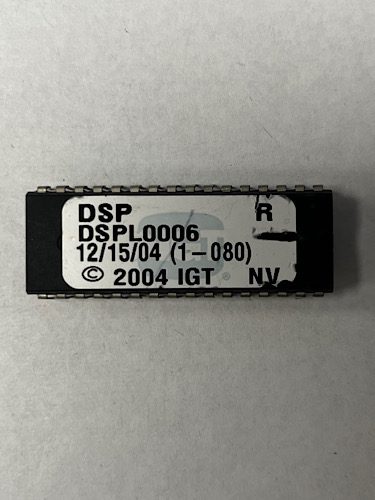 DSP R
DSPL0006
12/15/04 (1-080)
© 2004 IGT ® NV